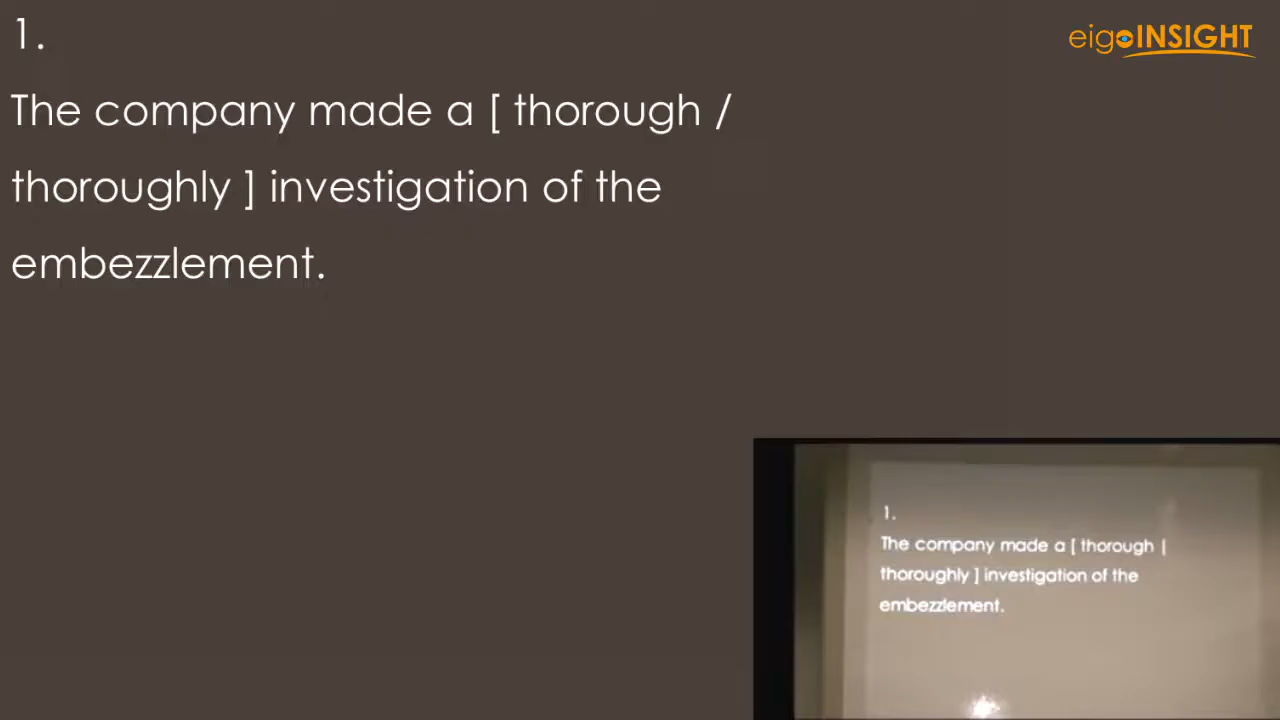 1.
eigoINSIGHT
The company made a [ thorough /
thoroughly ] investigation of the
embezzlement.
1.
The company made a [ thorough |
thoroughly ] investigation of the
embezzlement.